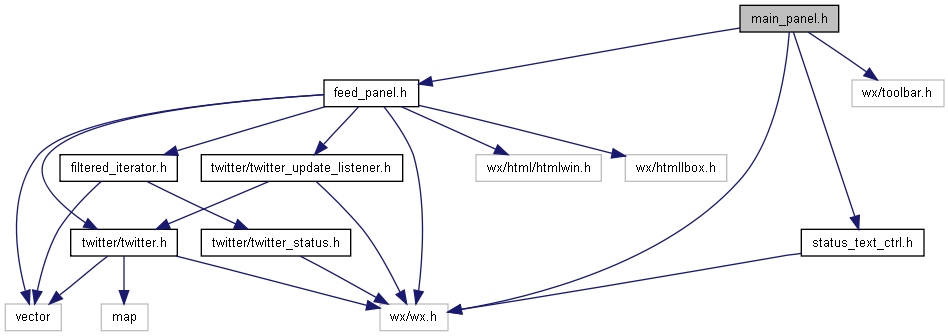 main_panel.h
feed_panel.h
wx/toolbar.h
filtered_iterator.h
twitter/twitter_update_listener.h
wx/html/htmlwin.h
wx/htmllbox.h
twitter/twitter.h
twitter/twitter_status.h
status_text_ctrl.h
vector
map
wx/wx.h